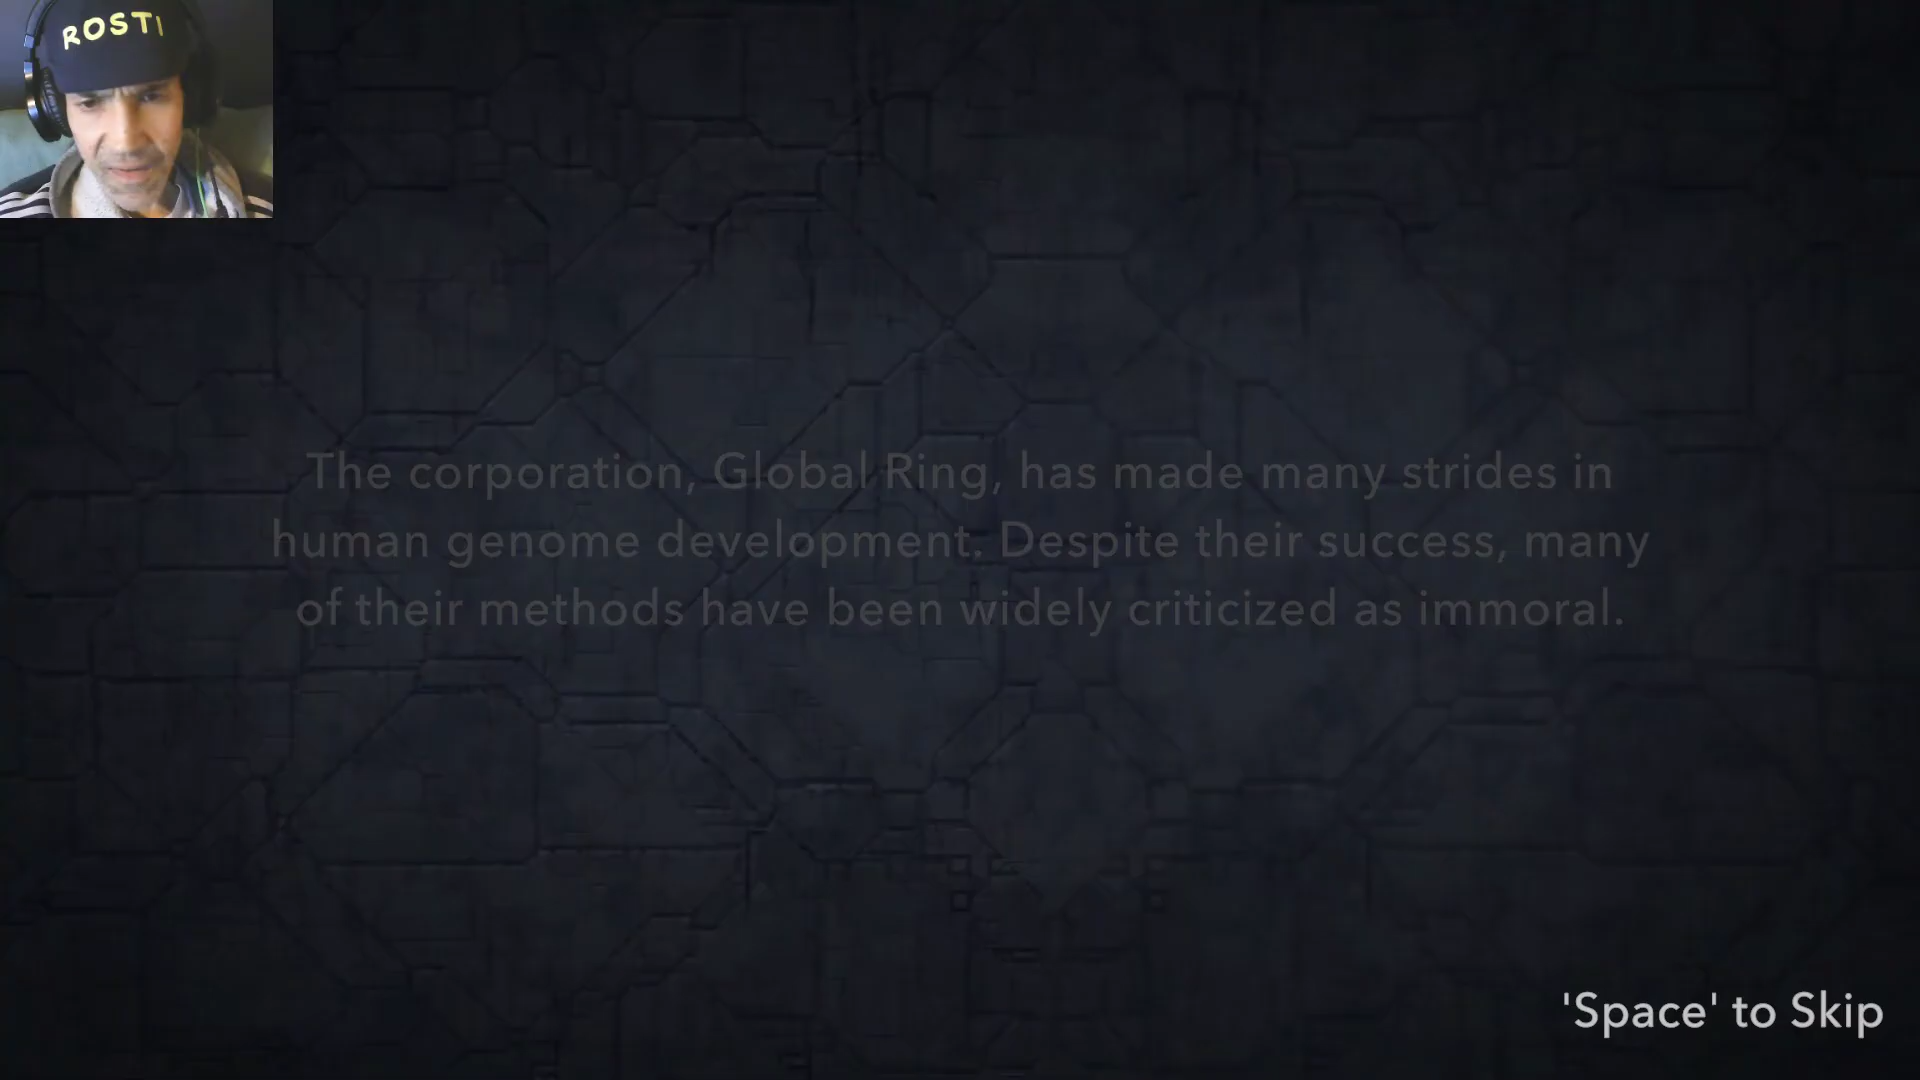 ROSTI
The corporation, Global Ring, has made many strides in
human genome development. Despite their success, many
of their methods have been widely criticized as immoral.
'Space' to Skip